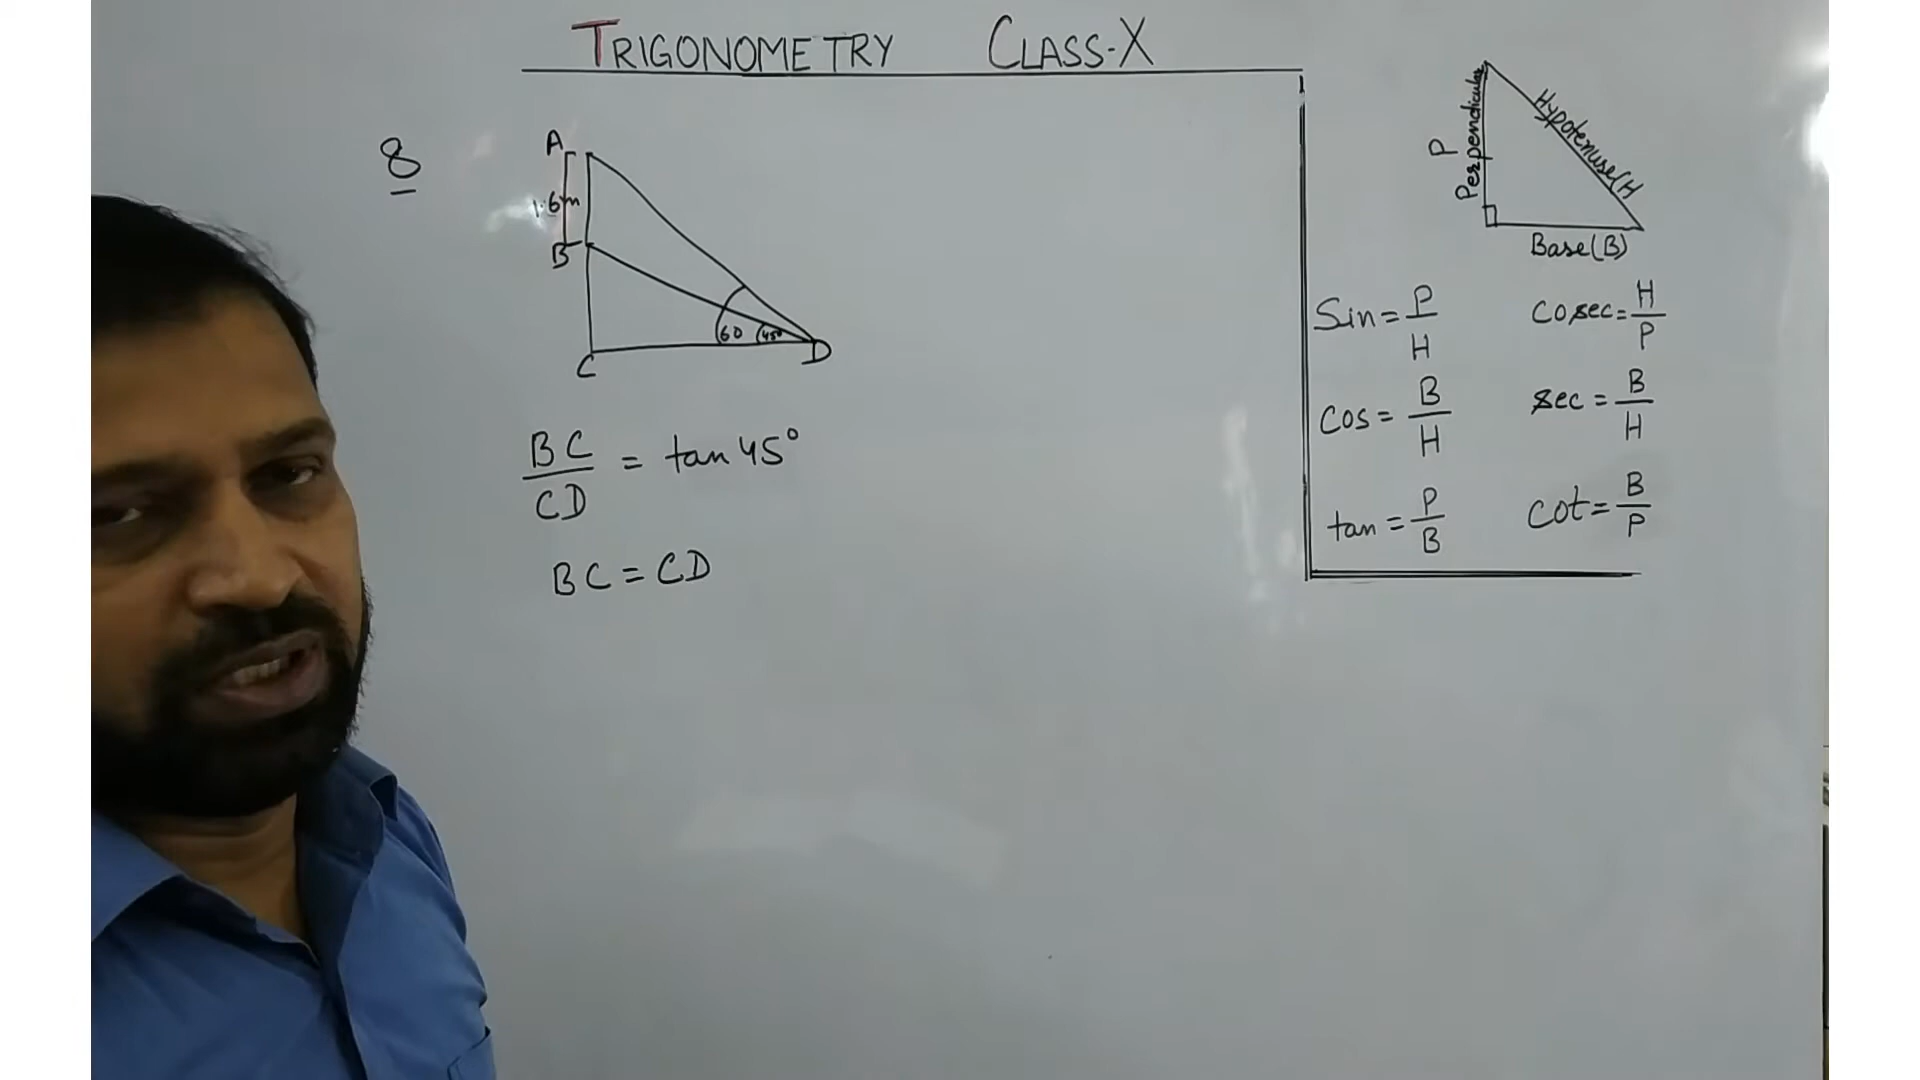 TRIGONOMETRY CLASS-X
8
A
1.6m
B
60 45°
C D
BC/CD = tan 45°
BC = CD
P
Perpendicular
Hypotenuse(H
Base(B)
Sin = P/H cosec = H/P
cos = B/H sec = B/H
tan = P/B cot = B/P